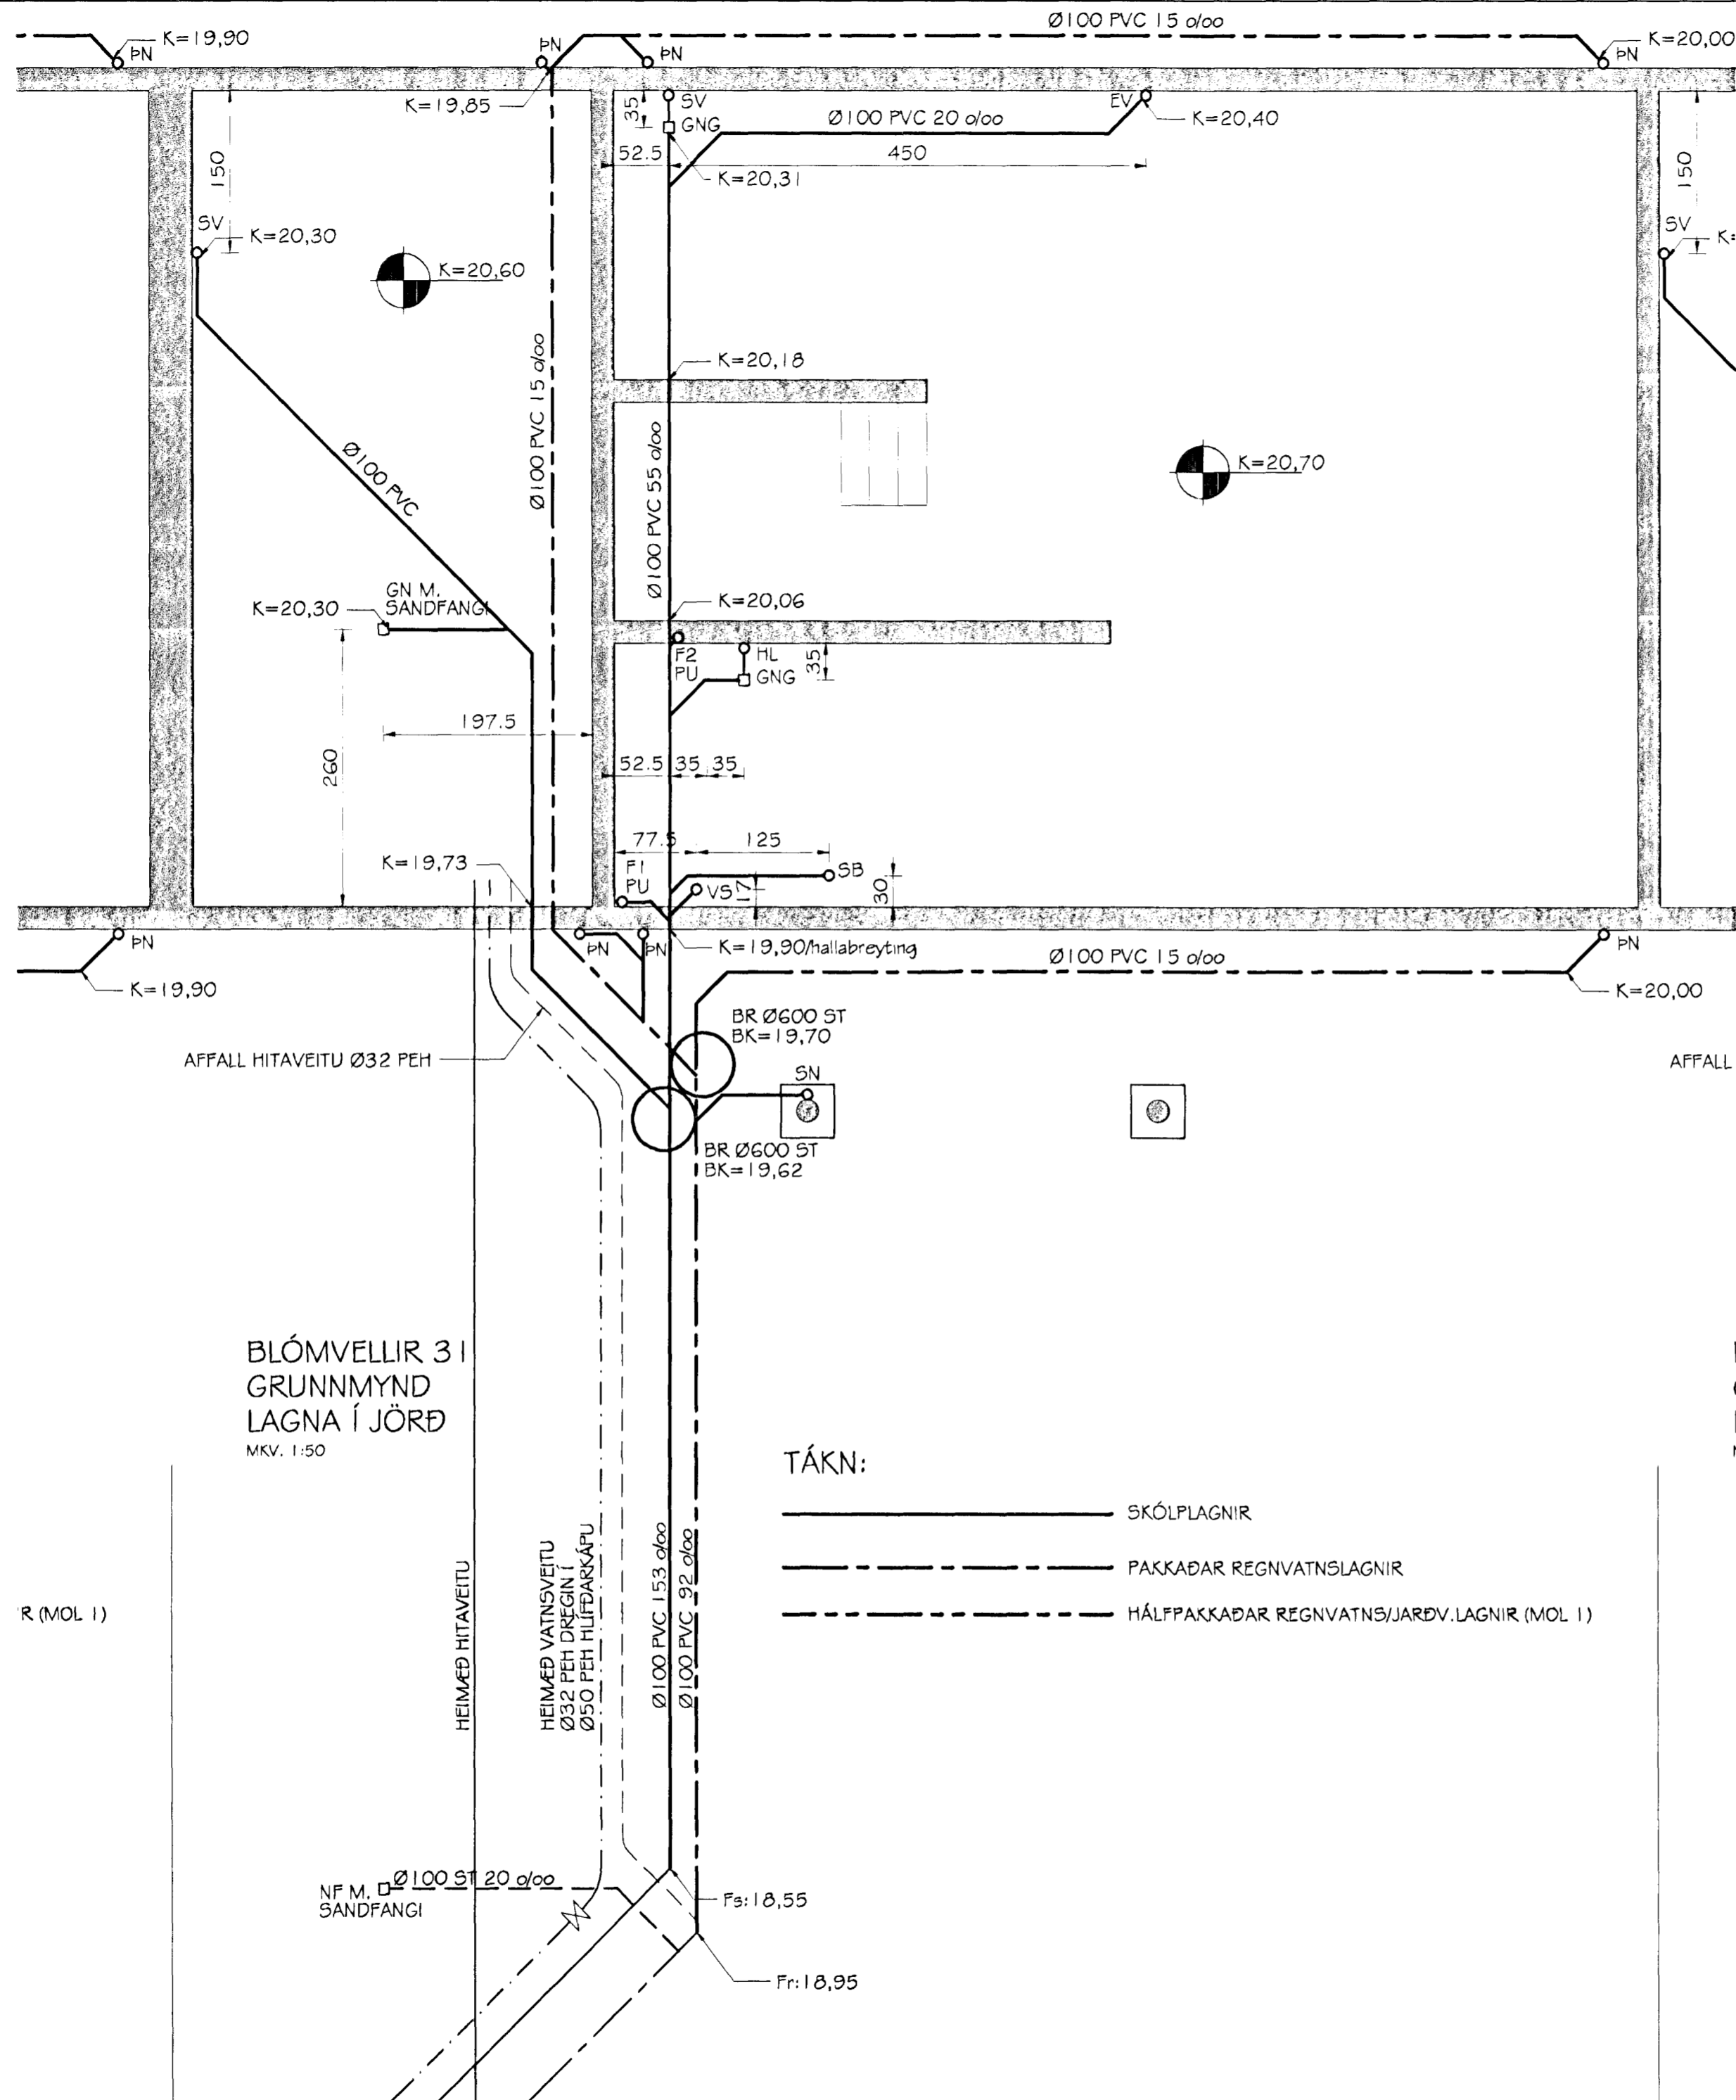 Ø100 PVC 15 o/oo
K=19,90
ÞN
ÞN
ÞN
K=20,00
ÞN
K=19,85
35
SV
GNG
Ø100 PVC 20 o/oo
EV
K=20,40
52.5
450
K=20,31
150
150
SV
K=20,30
SV
K=
K=20,60
Ø100 PVC 15 o/oo
K=20,18
Ø100 PVC
Ø100 PVC 55 o/oo
K=20,70
GN M.
SANDFANGI
K=20,30
K=20,06
F2
PU
HL
GNG
35
197.5
260
52.5
35
35
77.5
125
K=19,73
F1
PU
VS
17
SB
30
ÞN
ÞN
ÞN
K=19,90/hallabreyting
Ø100 PVC 15 o/oo
ÞN
K=19,90
K=20,00
BR Ø600 ST
BK=19,70
AFFALL HITAVEITU Ø32 PEH
AFFALL
SN
BR Ø600 ST
BK=19,62
BLÓMVELLIR 31
GRUNNMYND
LAGNA Í JÖRÐ
MKV. 1:50
TÁKN:
SKÓLPLAGNIR
PAKKAÐAR REGNVATNSLAGNIR
HÁLFPAKKAÐAR REGNVATNS/JARÐV.LAGNIR (MOL 1)
R (MOL 1)
HEIMÆÐ HITAVEITU
HEIMÆÐ VATNSVEITU
Ø32 PEH DREGIN Í
Ø50 PEH HLÍFÐARKÁPU
Ø100 PVC 153 o/oo
Ø100 PVC 92 o/oo
NF M.
SANDFANGI
Ø100 ST 20 o/oo
Fs:18,55
Fr:18,95